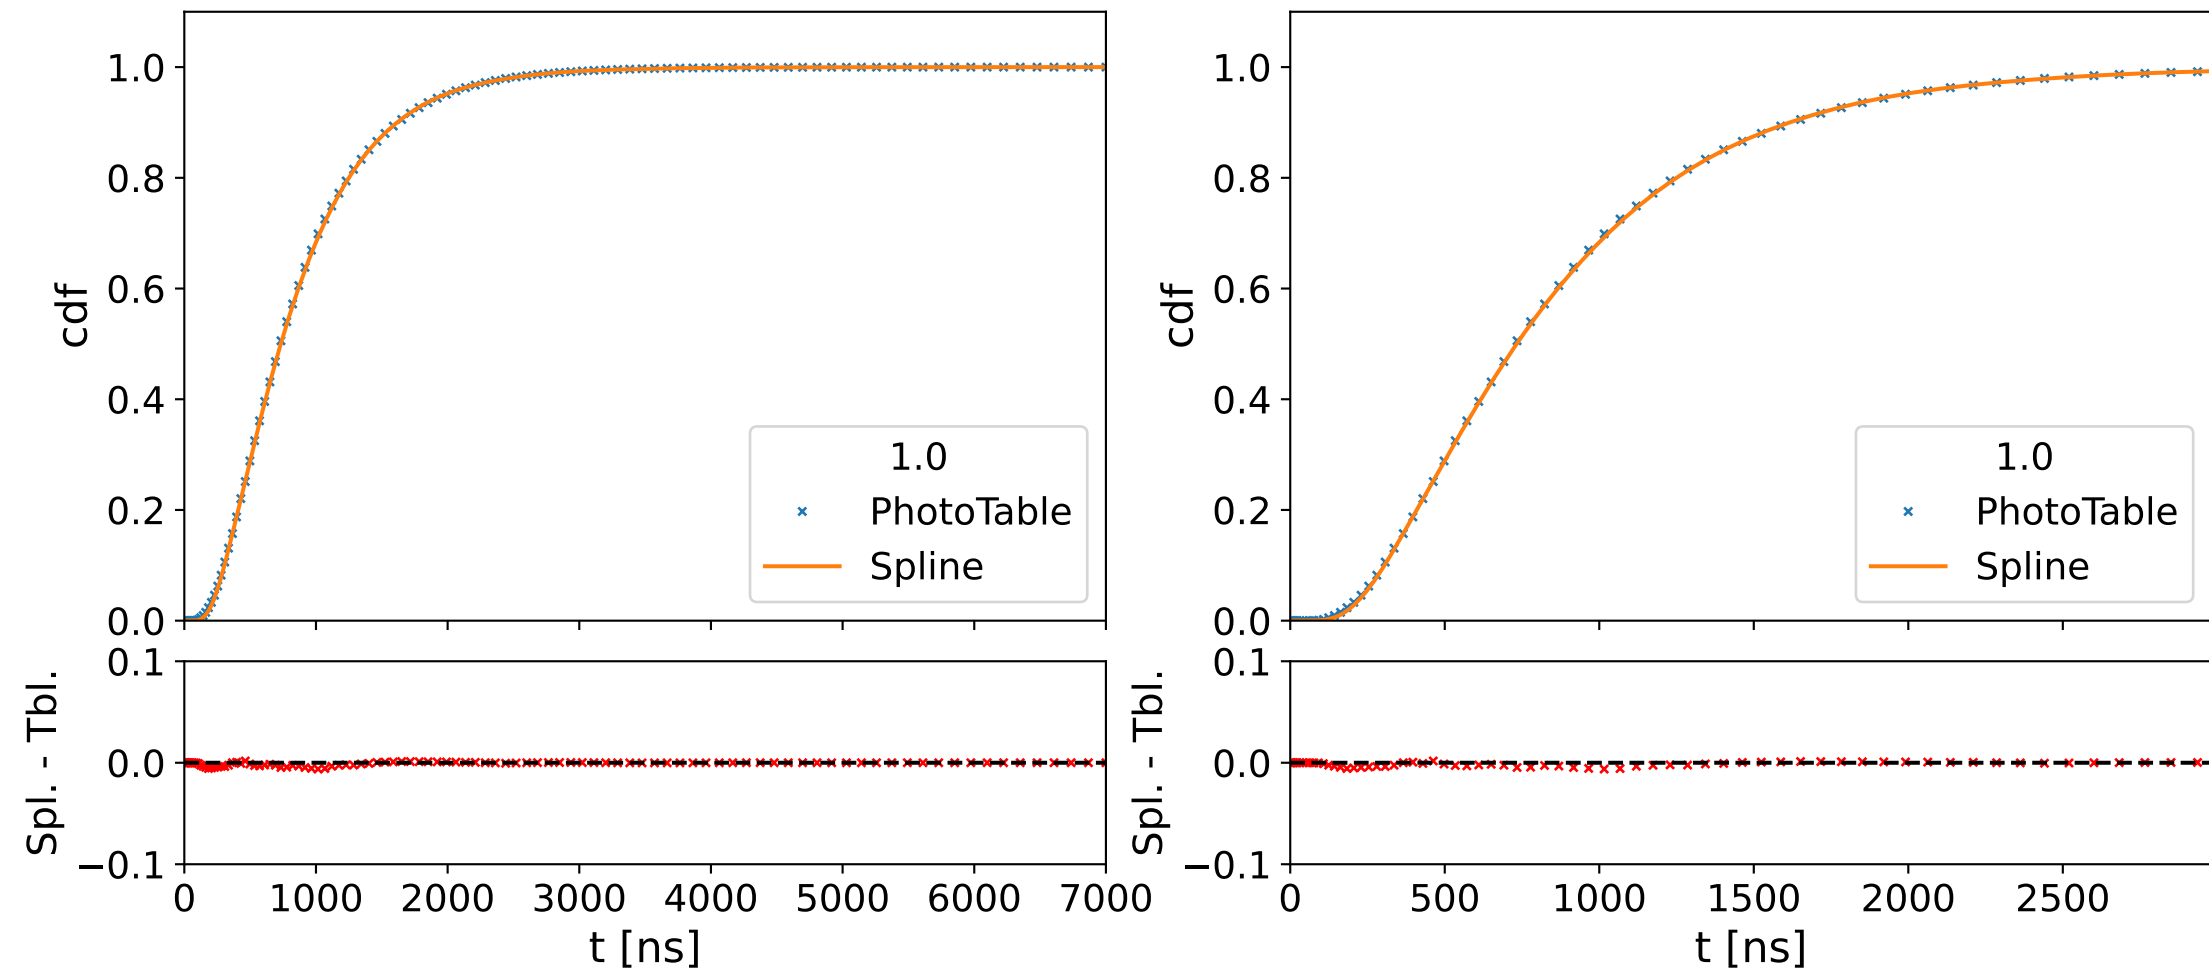 1.0
0.8
0.6
0.4
0.2
0.0
cdf
1.0
PhotoTable
Spline
0.1
0.0
−0.1
Spl. - Tbl.
0 1000 2000 3000 4000 5000 6000 7000
t [ns]
1.0
0.8
0.6
0.4
0.2
0.0
cdf
1.0
PhotoTable
Spline
0.1
0.0
−0.1
Spl. - Tbl.
0 500 1000 1500 2000 2500
t [ns]